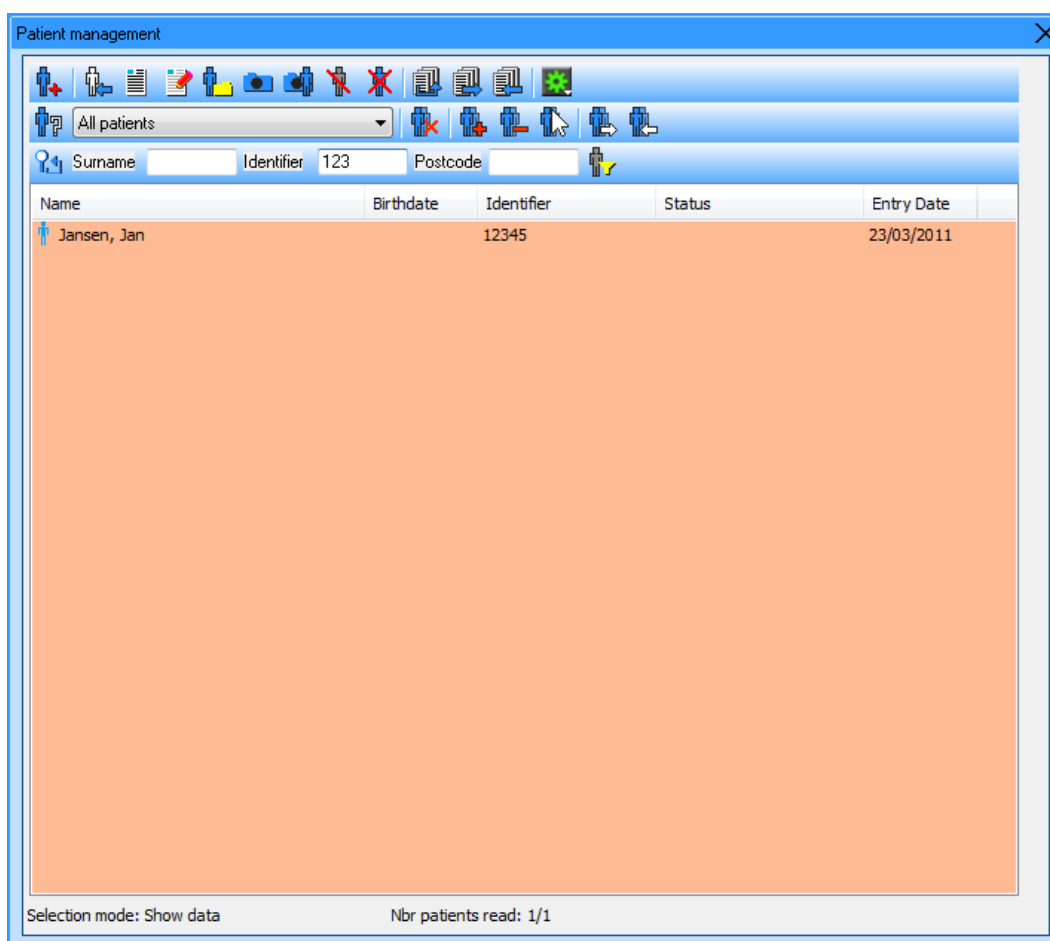 Patient management
All patients
Surname Identifier 123 Postcode
Name Birthdate Identifier Status Entry Date
Jansen, Jan 12345 23/03/2011
Selection mode: Show data Nbr patients read: 1/1